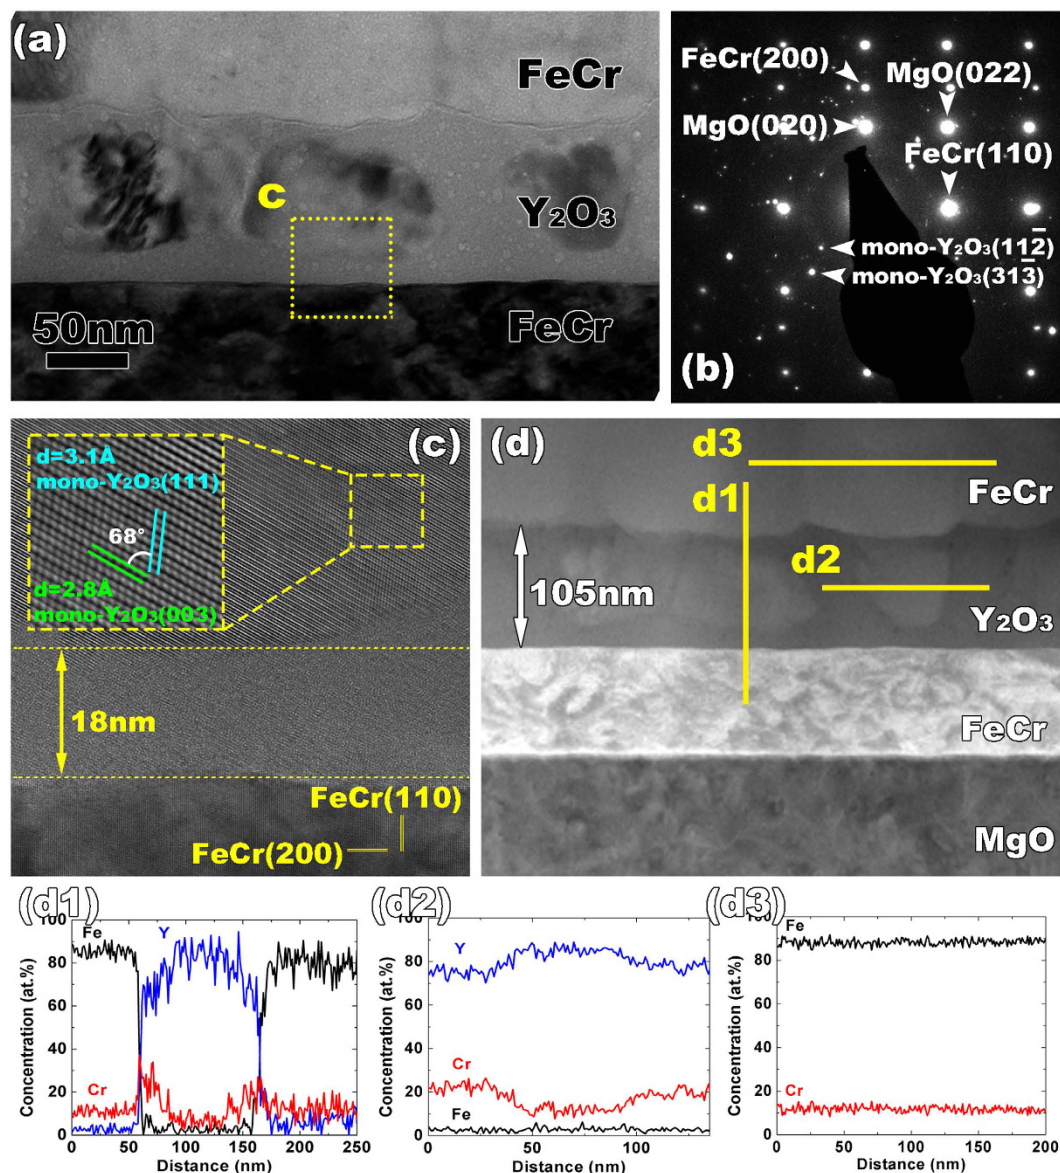 (a)
FeCr
C
Y₂O₃
50nm
FeCr
FeCr(200)
MgO(022)
MgO(020)
FeCr(110)
mono-Y₂O₃(112̄)
mono-Y₂O₃(313̄)
(b)
(c)
d=3.1Å
mono-Y₂O₃(111)
68°
d=2.8Å
mono-Y₂O₃(003)
18nm
FeCr(110)
FeCr(200)
(d)
d3
d1
FeCr
d2
105nm
Y₂O₃
FeCr
MgO
(d1)
Concentration (at.%)
100
80
60
40
20
0
Fe
Y
Cr
0 50 100 150 200 250
Distance (nm)
(d2)
Concentration (at.%)
100
80
60
40
20
0
Y
Cr
Fe
0 50 100
Distance (nm)
(d3)
Concentration (at.%)
100
80
60
40
20
0
Fe
Cr
0 50 100 150 200
Distance (nm)